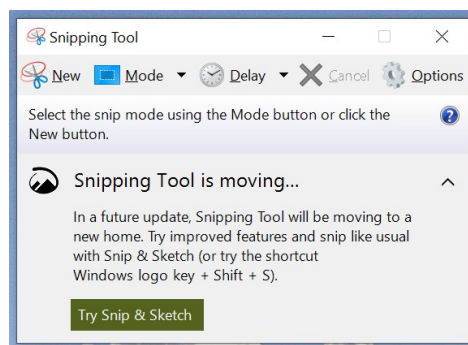 Snipping Tool
New Mode Delay Cancel Options
Select the snip mode using the Mode button or click the
New button.
Snipping Tool is moving...
In a future update, Snipping Tool will be moving to a
new home. Try improved features and snip like usual
with Snip & Sketch (or try the shortcut
Windows logo key + Shift + S).
Try Snip & Sketch